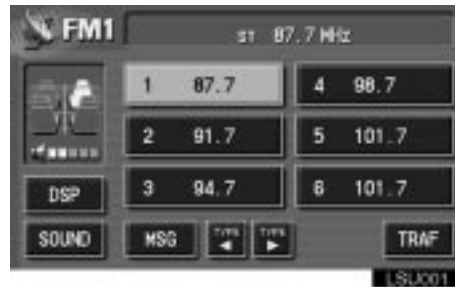 FM1
ST 87.7 MHz
1 87.7
4 98.7
2 91.7
5 101.7
3 94.7
6 101.7
DSP
SOUND
MSG
TYPE
TYPE
TRAF
LSU001